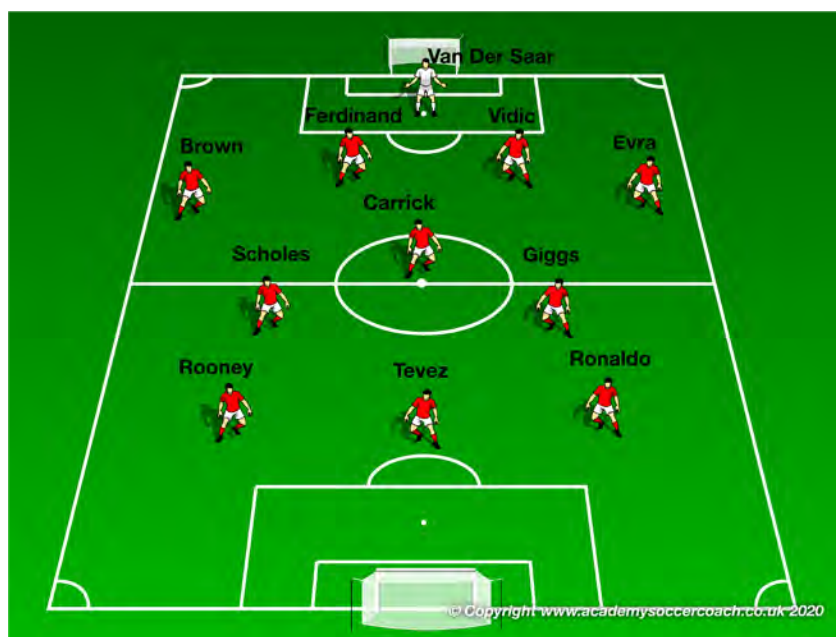 Van Der Saar
Ferdinand
Vidic
Brown
Evra
Carrick
Scholes
Giggs
Rooney
Tevez
Ronaldo
© Copyright www.academysoccercoach.co.uk 2020